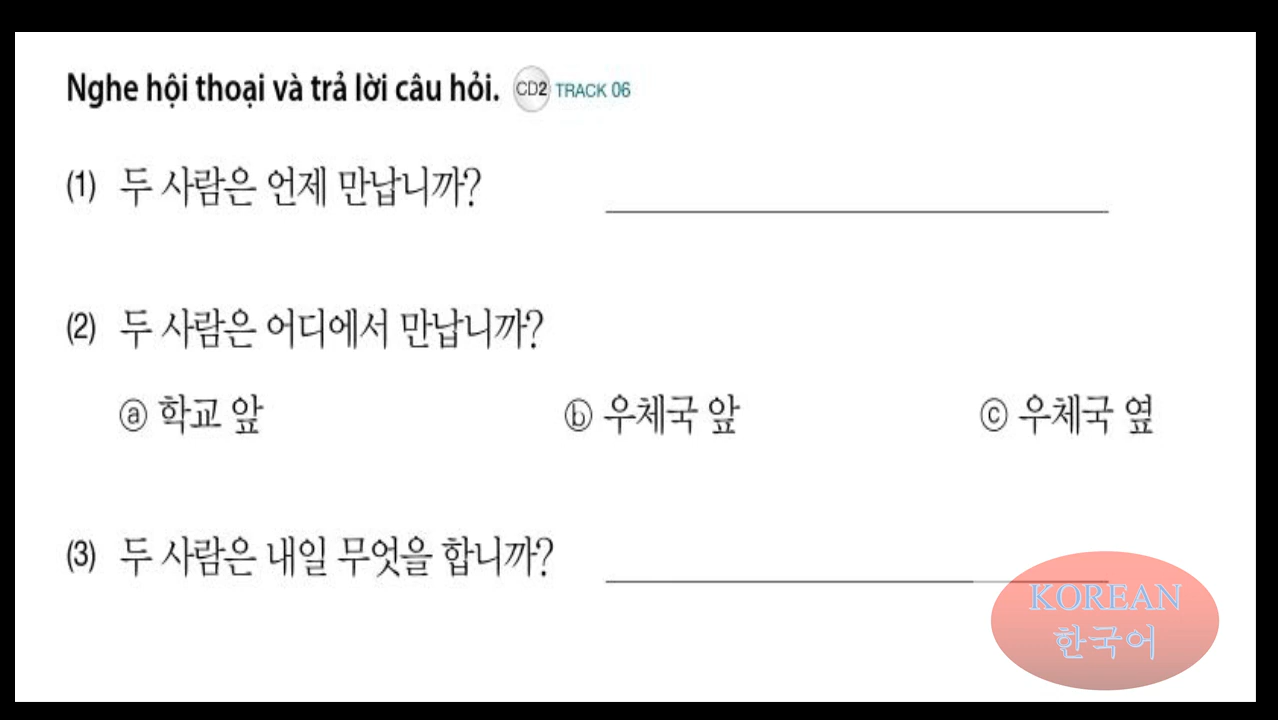 Nghe hội thoại và trả lời câu hỏi. CD2 TRACK 06
(1) 두 사람은 언제 만납니까?
(2) 두 사람은 어디에서 만납니까?
ⓐ 학교 앞 ⓑ 우체국 앞 ⓒ 우체국 옆
(3) 두 사람은 내일 무엇을 합니까?
KOREAN
한국어